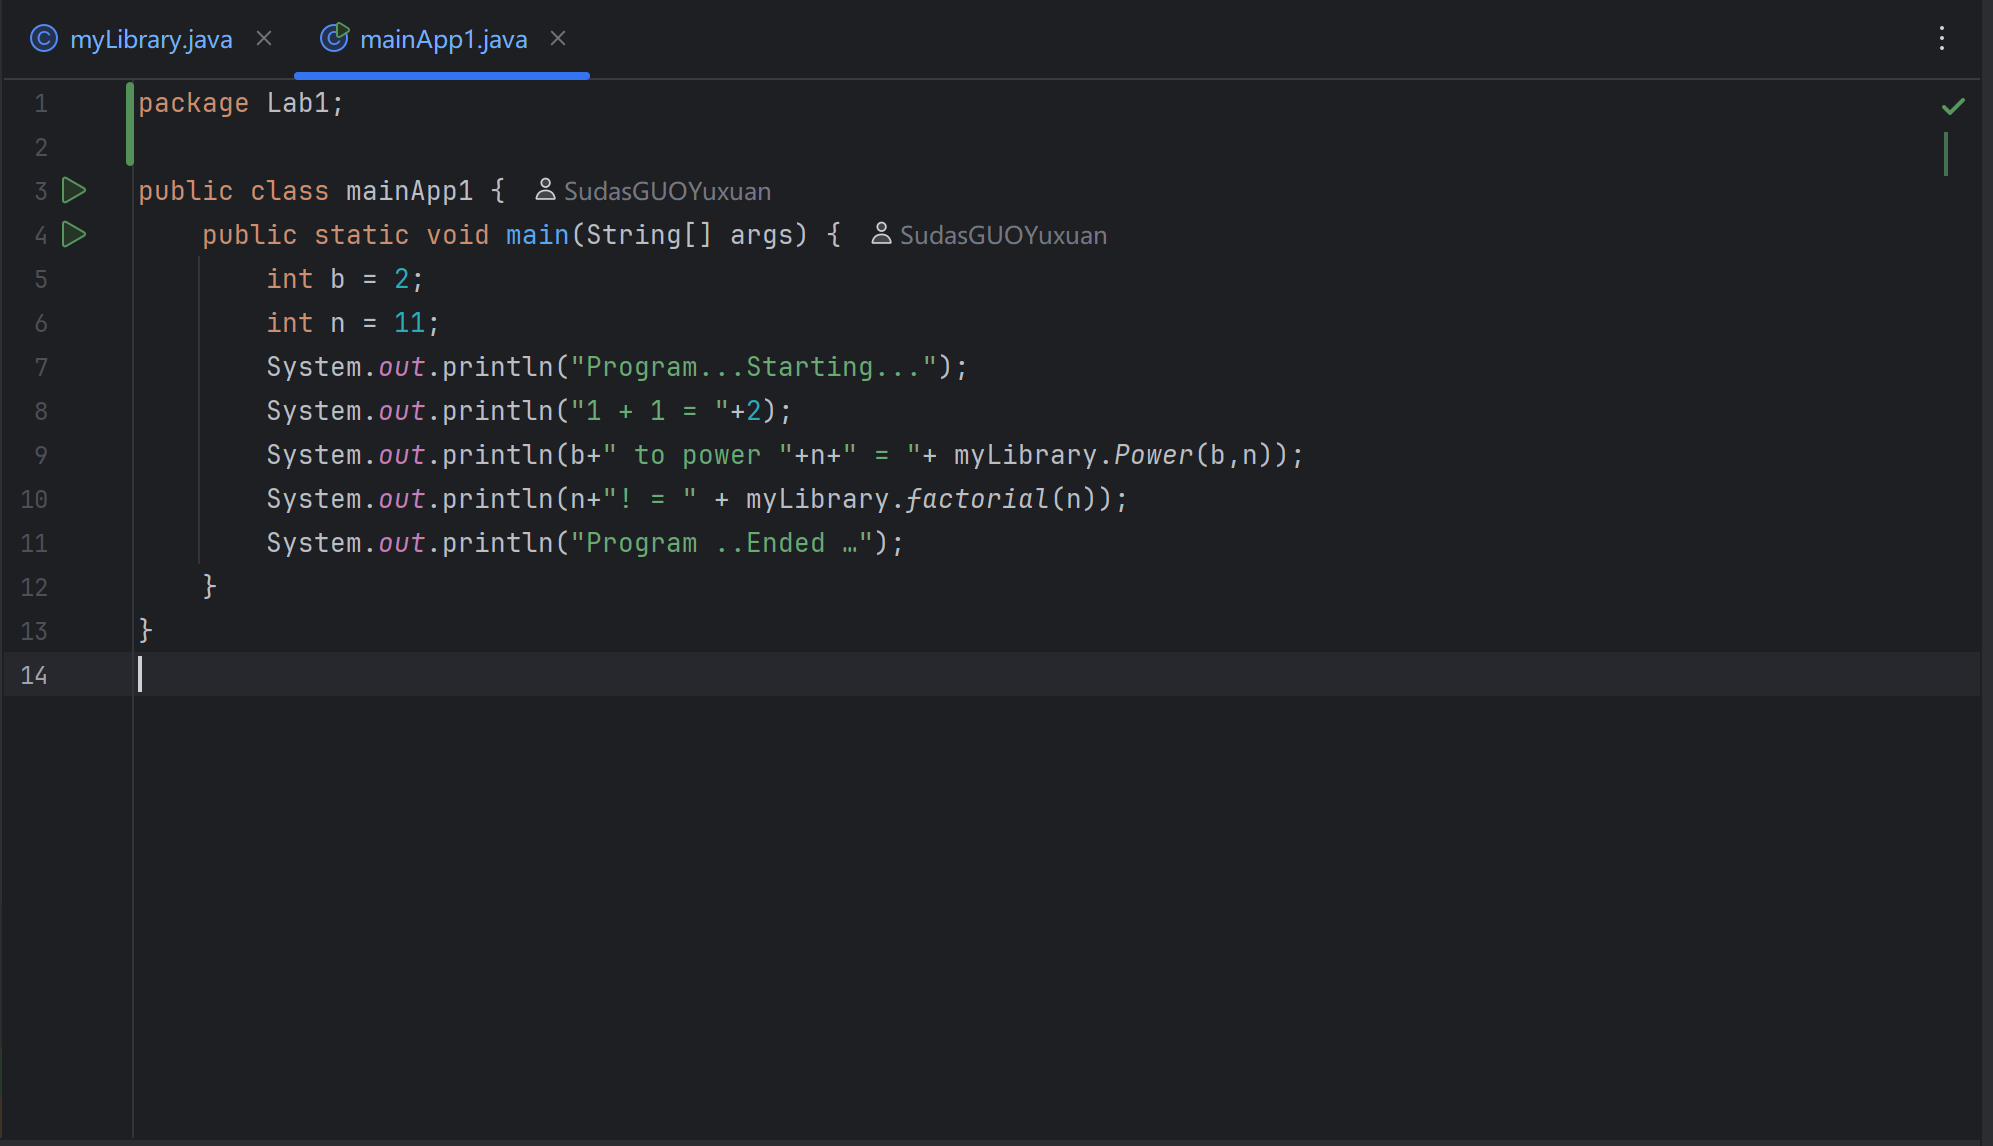 myLibrary.java
mainApp1.java
1 package Lab1;
2
3 public class mainApp1 { SudasGUOYuxuan
4     public static void main(String[] args) { SudasGUOYuxuan
5         int b = 2;
6         int n = 11;
7         System.out.println("Program...Starting...");
8         System.out.println("1 + 1 = "+2);
9         System.out.println(b+" to power "+n+" = "+ myLibrary.Power(b,n));
10         System.out.println(n+"! = " + myLibrary.factorial(n));
11         System.out.println("Program ..Ended …");
12     }
13 }
14